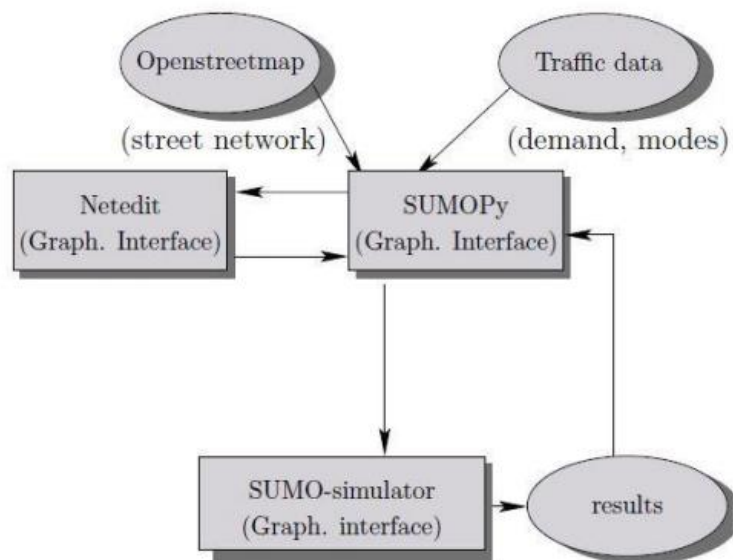 Openstreetmap
Traffic data
(street network)
(demand, modes)
Netedit
(Graph. Interface)
SUMOPy
(Graph. Interface)
SUMO-simulator
(Graph. interface)
results